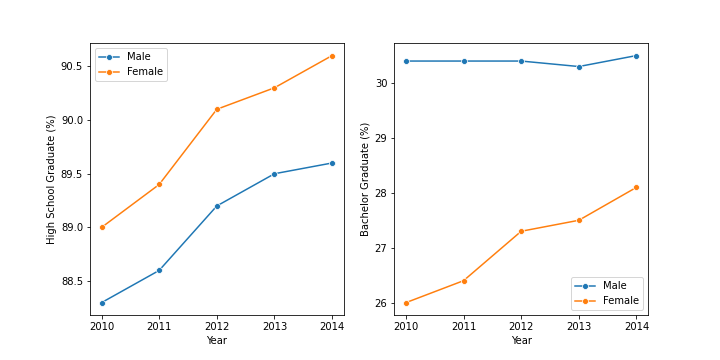 Male
Female
90.5
90.0
89.5
89.0
88.5
High School Graduate (%)
2010 2011 2012 2013 2014
Year
30
29
28
27
26
Bachelor Graduate (%)
Male
Female
2010 2011 2012 2013 2014
Year